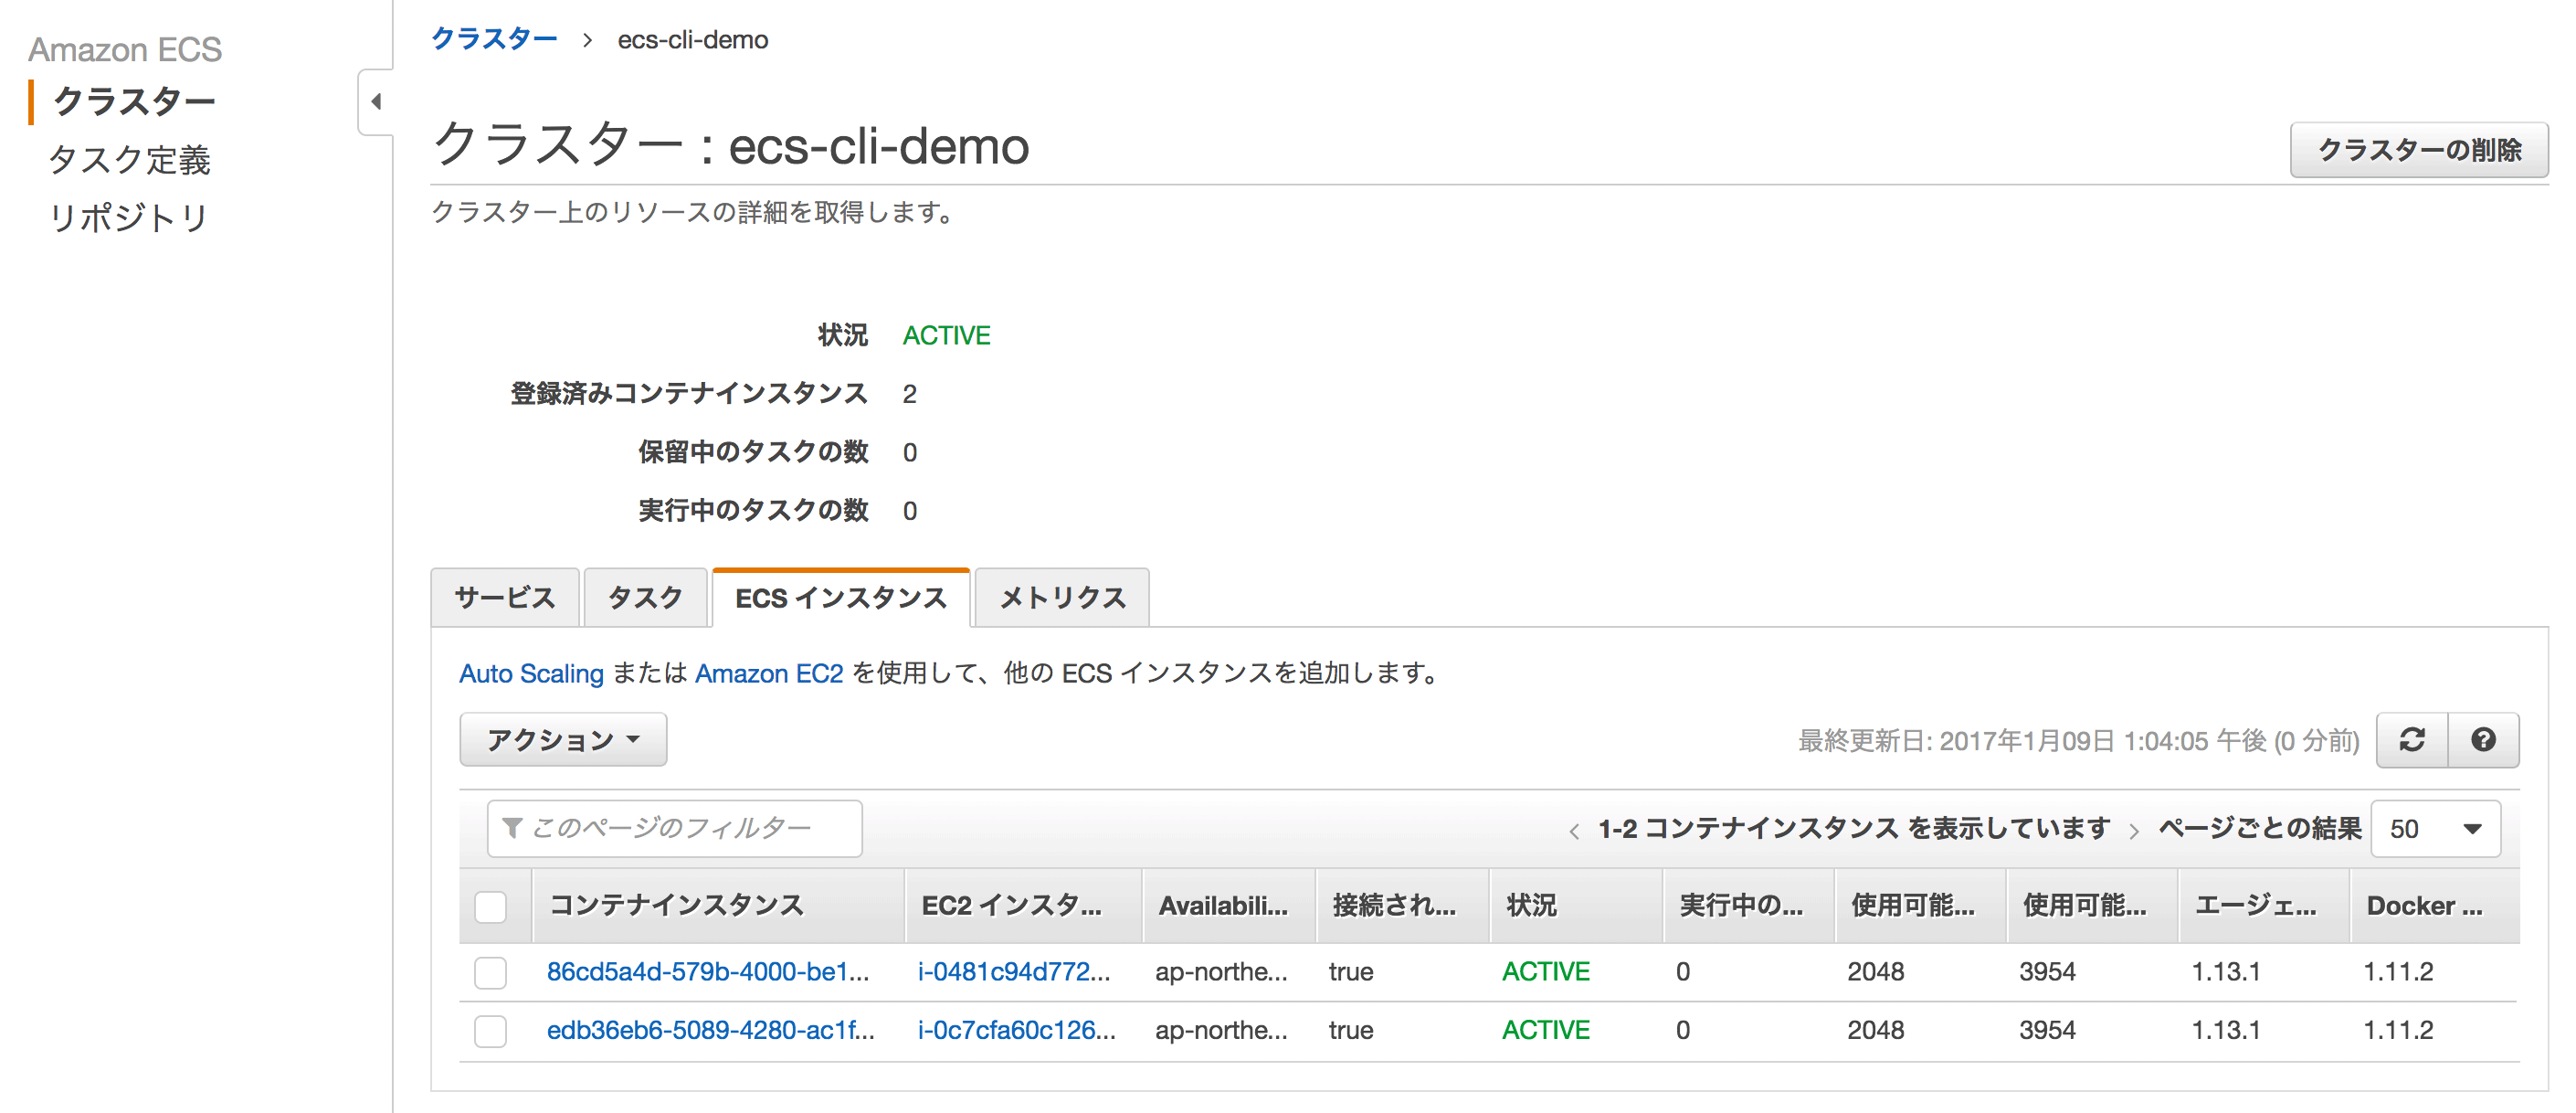 Amazon ECS
クラスター
タスク定義
リポジトリ
クラスター > ecs-cli-demo
クラスター : ecs-cli-demo
クラスターの削除
クラスター上のリソースの詳細を取得します。
状況 ACTIVE
登録済みコンテナインスタンス 2
保留中のタスクの数 0
実行中のタスクの数 0
サービス タスク ECS インスタンス メトリクス
Auto Scaling または Amazon EC2 を使用して、他の ECS インスタンスを追加します。
アクション 最終更新日: 2017年1月09日 1:04:05 午後 (0 分前)
このページのフィルター < 1-2 コンテナインスタンス を表示しています > ページごとの結果 50
コンテナインスタンス EC2 インスタ... Availabili... 接続され... 状況 実行中の... 使用可能... 使用可能... エージェ... Docker ...
86cd5a4d-579b-4000-be1... i-0481c94d772... ap-northe... true ACTIVE 0 2048 3954 1.13.1 1.11.2
edb36eb6-5089-4280-ac1f... i-0c7cfa60c126... ap-northe... true ACTIVE 0 2048 3954 1.13.1 1.11.2